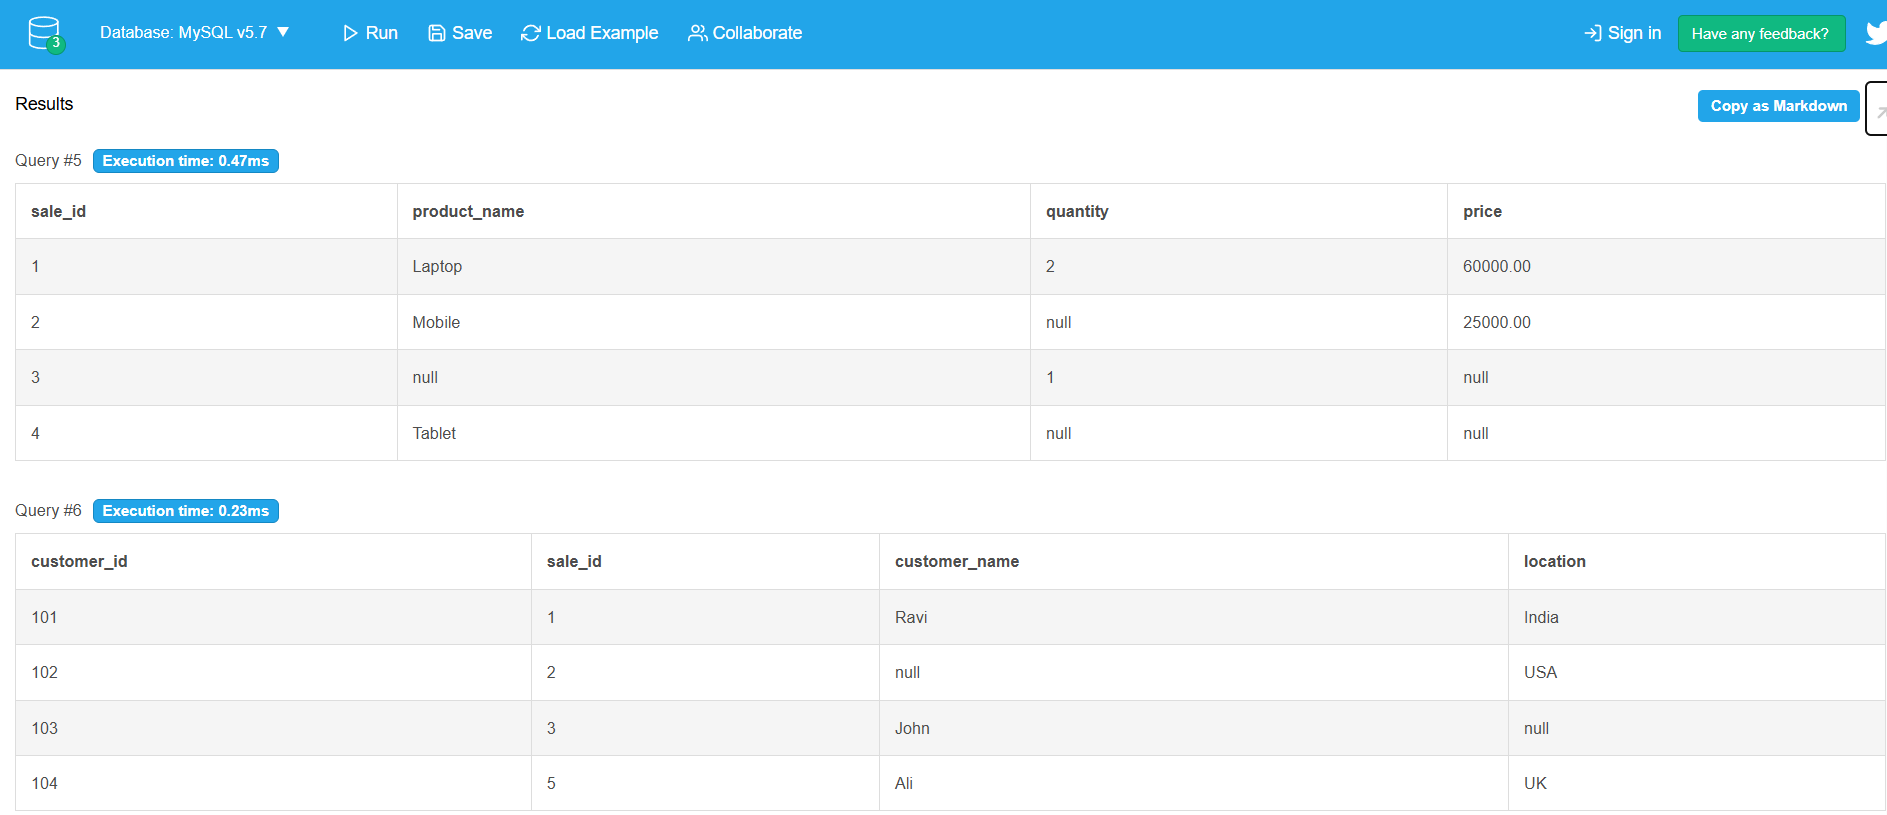 3 Database: MySQL v5.7 ▼ Run Save Load Example Collaborate Sign in Have any feedback?
Results Copy as Markdown
Query #5 Execution time: 0.47ms
sale_id product_name quantity price
1 Laptop 2 60000.00
2 Mobile null 25000.00
3 null 1 null
4 Tablet null null
Query #6 Execution time: 0.23ms
customer_id sale_id customer_name location
101 1 Ravi India
102 2 null USA
103 3 John null
104 5 Ali UK